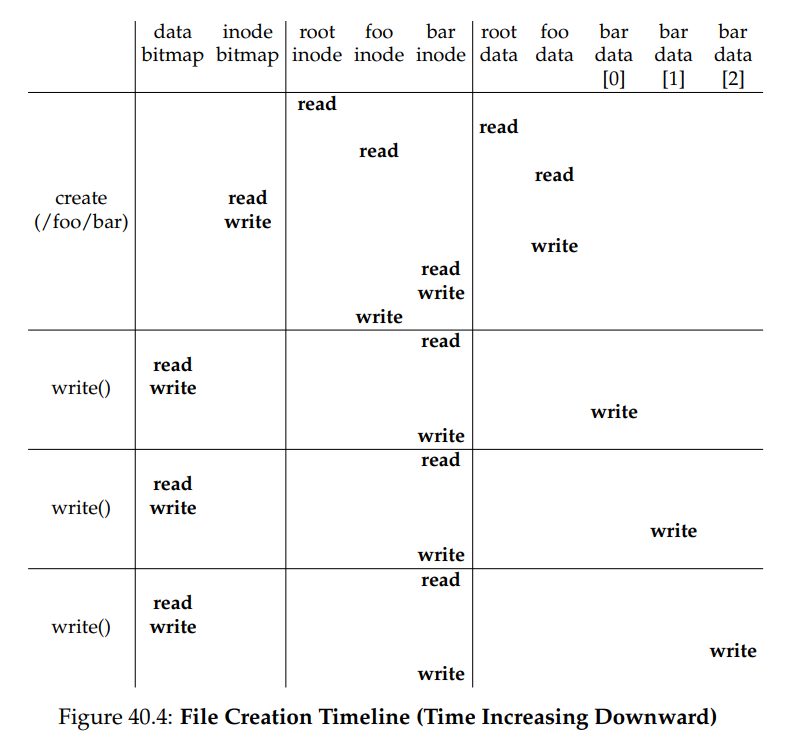 data inode root foo bar root foo bar bar bar
bitmap bitmap inode inode inode data data data data data
[0] [1] [2]
read
read
read
read
create read
(/foo/bar) write
write
read
write
write
read
read
write() write
write
write
read
read
write() write
write
write
read
read
write() write
write
write
Figure 40.4: File Creation Timeline (Time Increasing Downward)